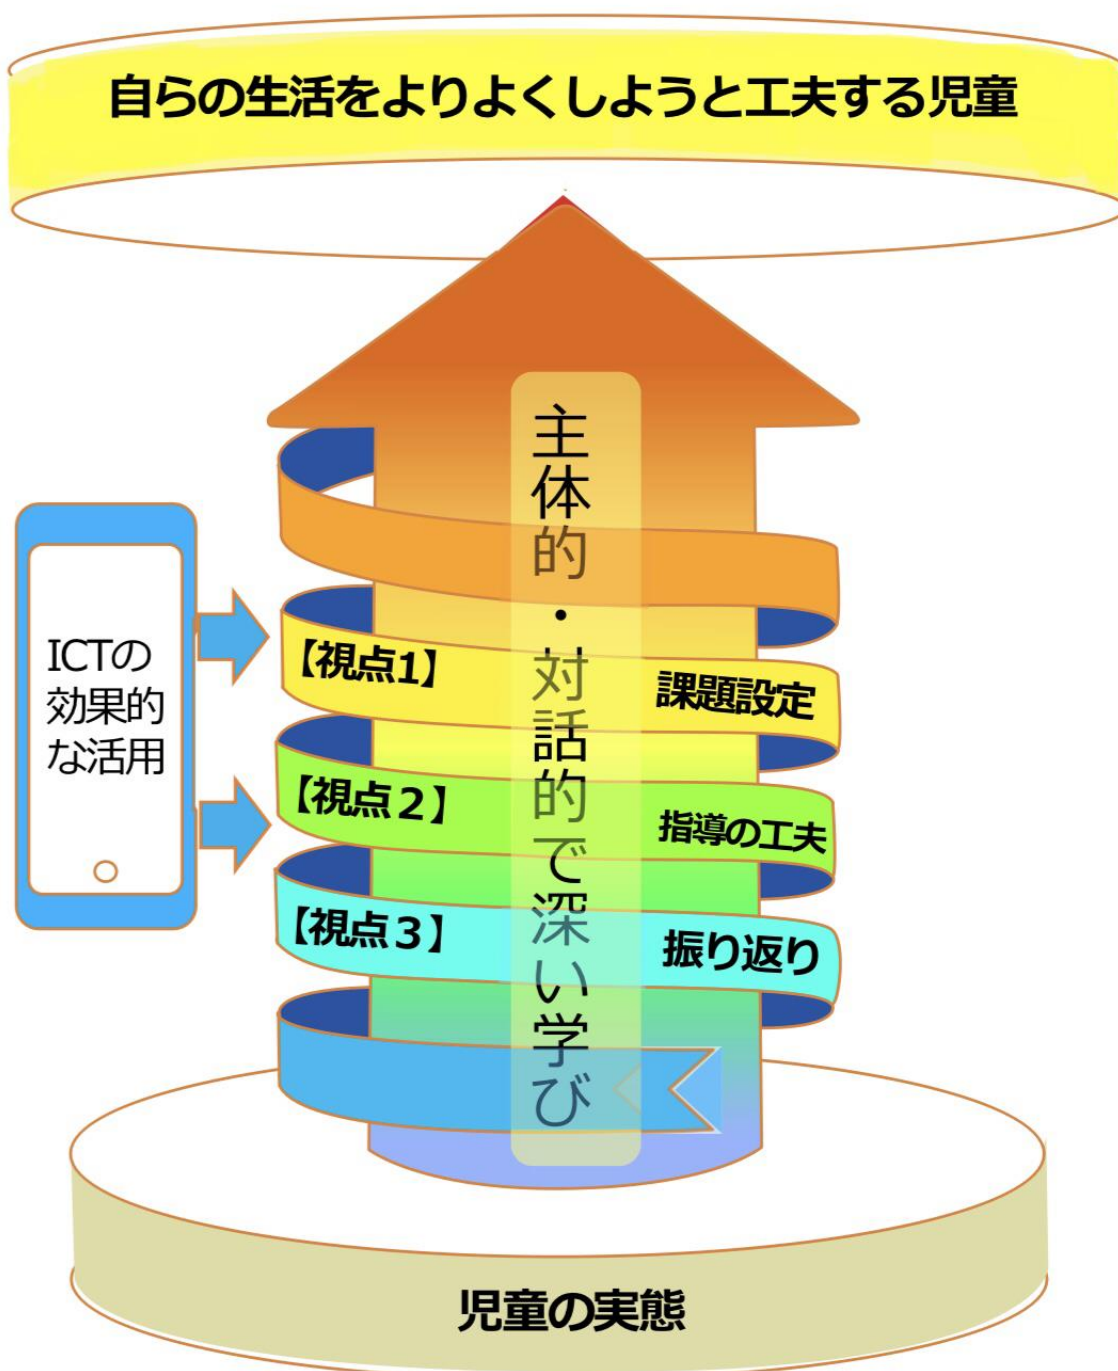 自らの生活をよりよくしようと工夫する児童
主体的・対話的で深い学び
ICTの
効果的
な活用
【視点1】 課題設定
【視点２】 指導の工夫
【視点３】 振り返り
児童の実態